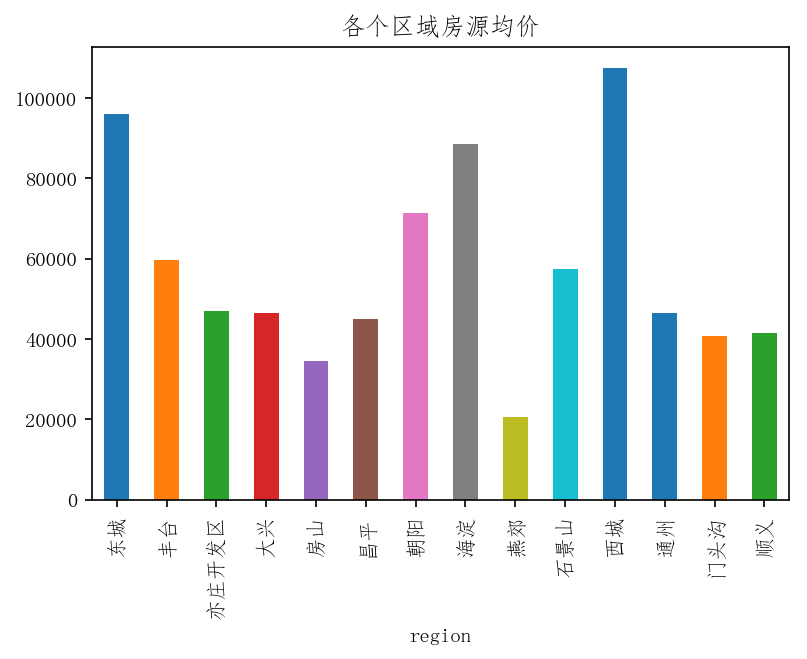 各个区域房源均价
100000
80000
60000
40000
20000
0
东城
丰台
亦庄开发区
大兴
房山
昌平
朝阳
海淀
燕郊
石景山
西城
通州
门头沟
顺义
region